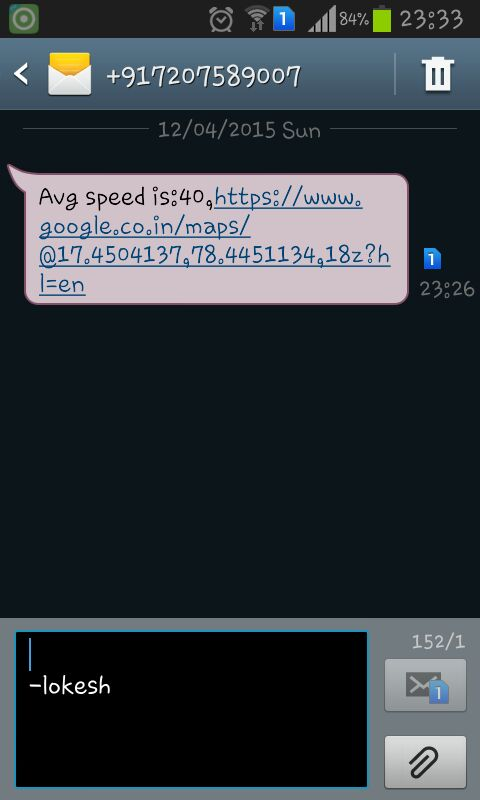 1 84% 23:33
+917207589007
12/04/2015 Sun
Avg speed is:40,https://www.
google.co.in/maps/
@17.4504137,78.4451134,18z?h
l=en
1
23:26
152/1
-lokesh
1